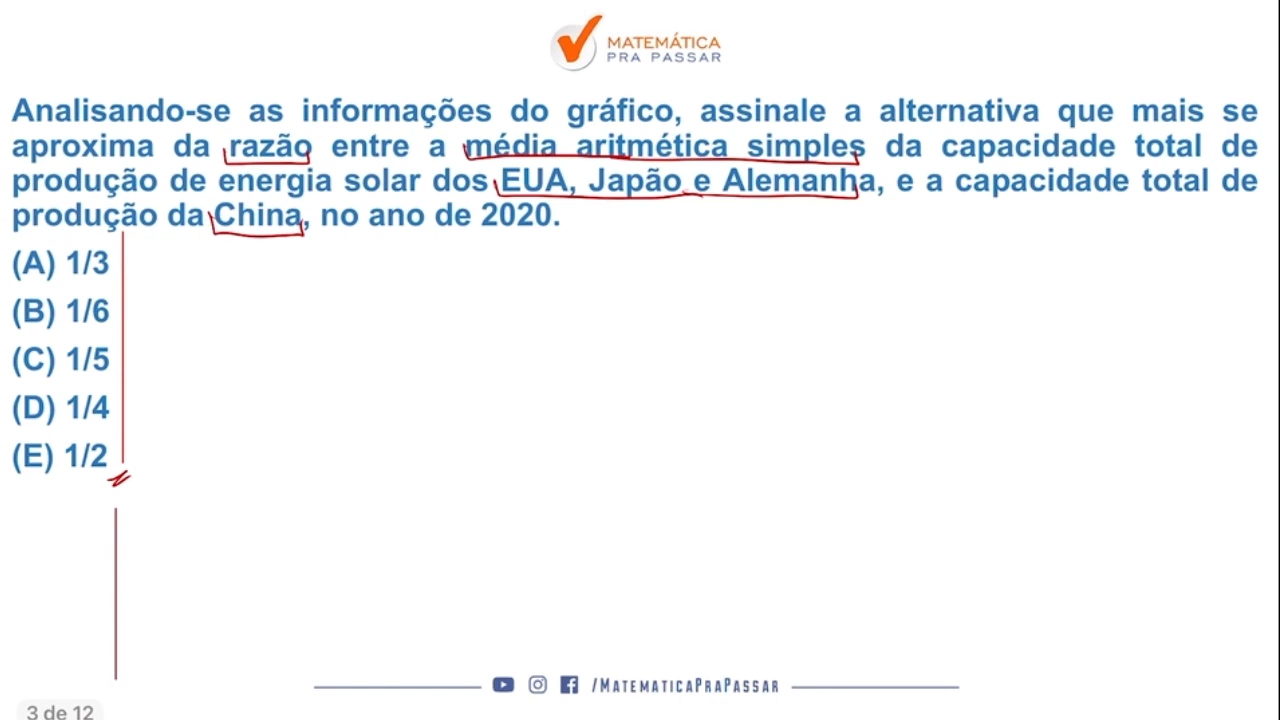 MATEMÁTICA
PRA PASSAR
Analisando-se as informações do gráfico, assinale a alternativa que mais se
aproxima da razão entre a média aritmética simples da capacidade total de
produção de energia solar dos EUA, Japão e Alemanha, e a capacidade total de
produção da China, no ano de 2020.
(A) 1/3
(B) 1/6
(C) 1/5
(D) 1/4
(E) 1/2
/MATEMATICAPRAPASSAR
3 de 12